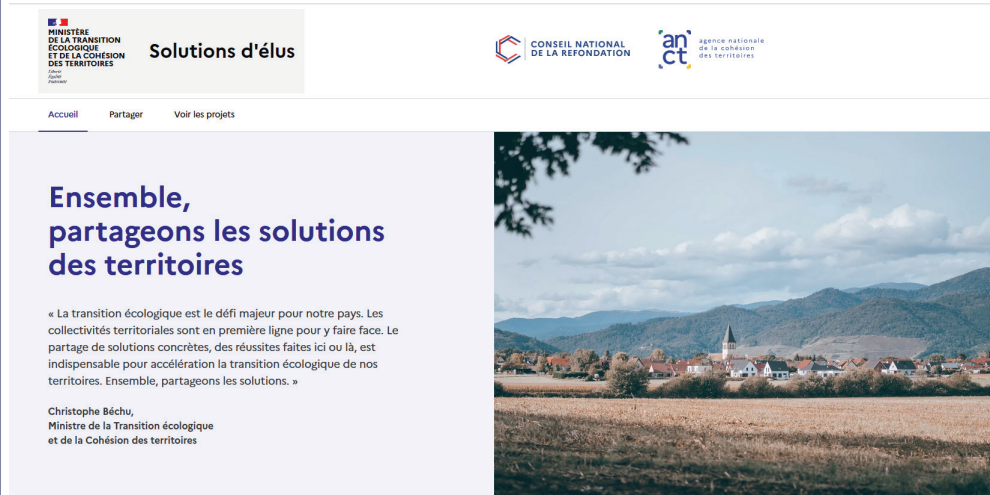 MINISTÈRE
DE LA TRANSITION
ÉCOLOGIQUE
ET DE LA COHÉSION
DES TERRITOIRES
Liberté
Égalité
Fraternité
Solutions d'élus
CONSEIL NATIONAL
DE LA REFONDATION
anct
agence nationale
de la cohésion
des territoires
Accueil
Partager
Voir les projets
Ensemble,
partageons les solutions
des territoires
« La transition écologique est le défi majeur pour notre pays. Les
collectivités territoriales sont en première ligne pour y faire face. Le
partage de solutions concrètes, des réussites faites ici ou là, est
indispensable pour accélération la transition écologique de nos
territoires. Ensemble, partageons les solutions. »
Christophe Béchu,
Ministre de la Transition écologique
et de la Cohésion des territoires